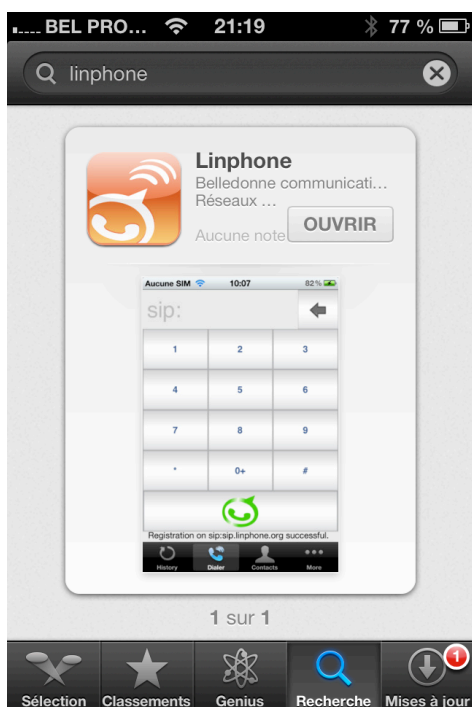 BEL PRO... 21:19 77 %
linphone
Linphone
Belledonne communicati...
Réseaux ...
Aucune note
OUVRIR
Aucune SIM 10:07 82%
sip:
1 2 3
4 5 6
7 8 9
* 0+ #
Registration on sip:sip.linphone.org successful.
History Dialer Contacts More
1 sur 1
1
Sélection Classements Genius Recherche Mises à jour